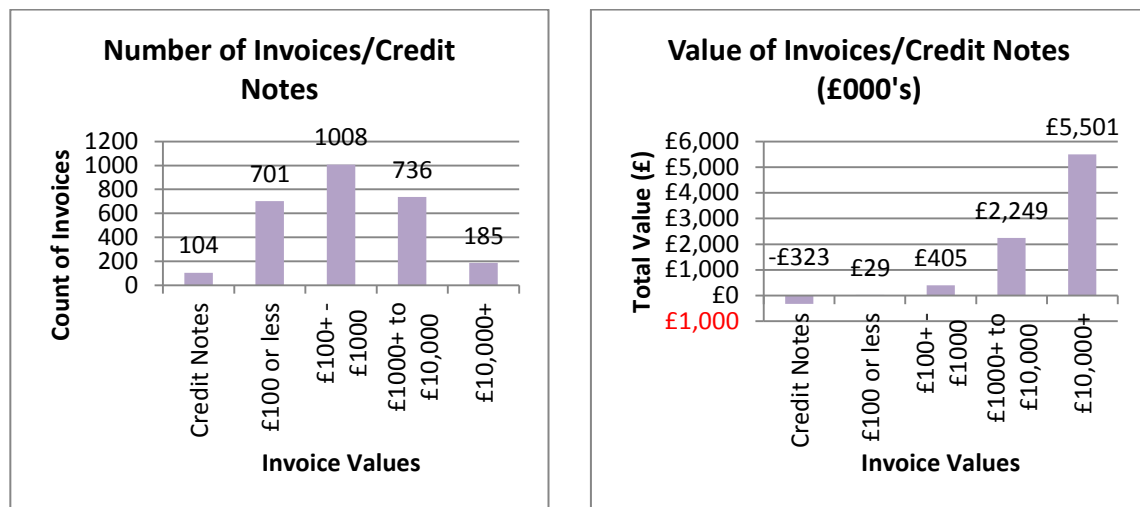 Number of Invoices/Credit
Notes
1200
1000
800
600
400
200
0
Count of Invoices
104
701
1008
736
185
Credit Notes
£100 or less
£100+ -
£1000
£1000+ to
£10,000
£10,000+
Invoice Values
Value of Invoices/Credit Notes
(£000's)
£6,000
£5,000
£4,000
£3,000
£2,000
£1,000
£0
£1,000
Total Value (£)
-£323
£29
£405
£2,249
£5,501
Credit Notes
£100 or less
£100+ -
£1000
£1000+ to
£10,000
£10,000+
Invoice Values